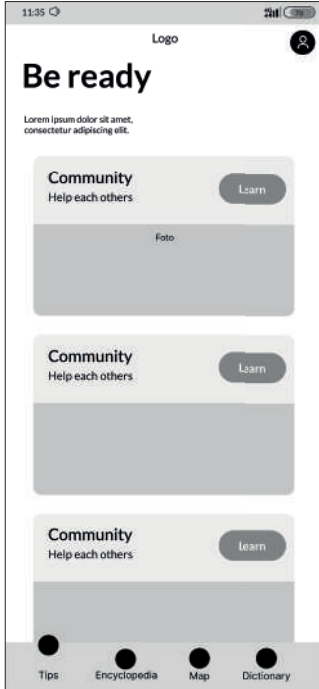 11:35
79
Logo
Be ready
Lorem ipsum dolor sit amet,
consectetur adipiscing elit.
Community
Help each others
Learn
Foto
Community
Help each others
Learn
Community
Help each others
Learn
Tips
Encyclopedia
Map
Dictionary